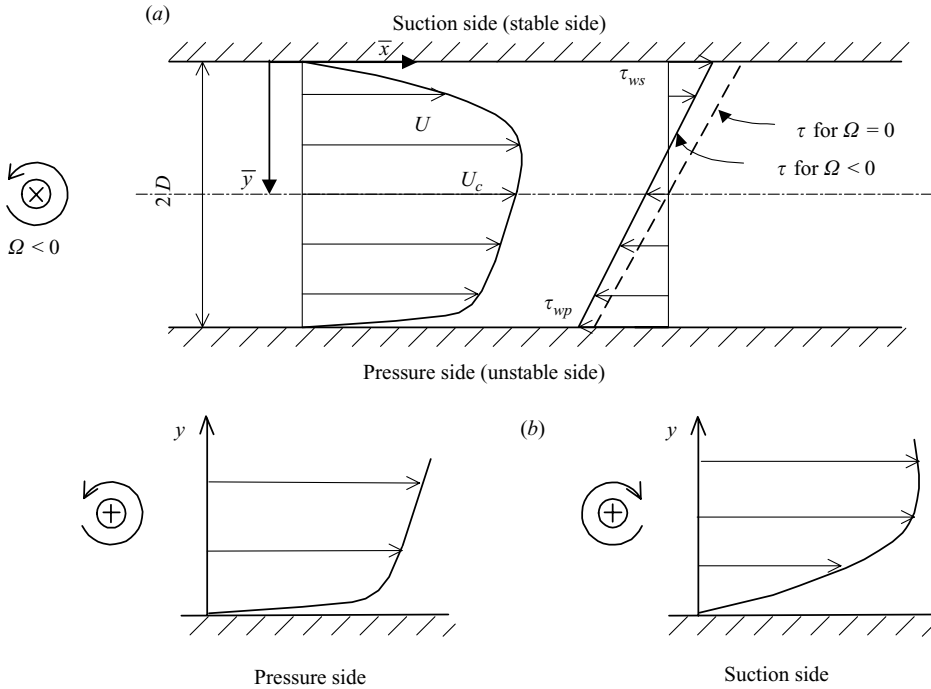 (a)
Suction side (stable side)
x̅
τws
U
τ for Ω = 0
τ for Ω < 0
y̅
2D
Uc
Ω < 0
τwp
Pressure side (unstable side)
y
(b)
y
Pressure side
Suction side